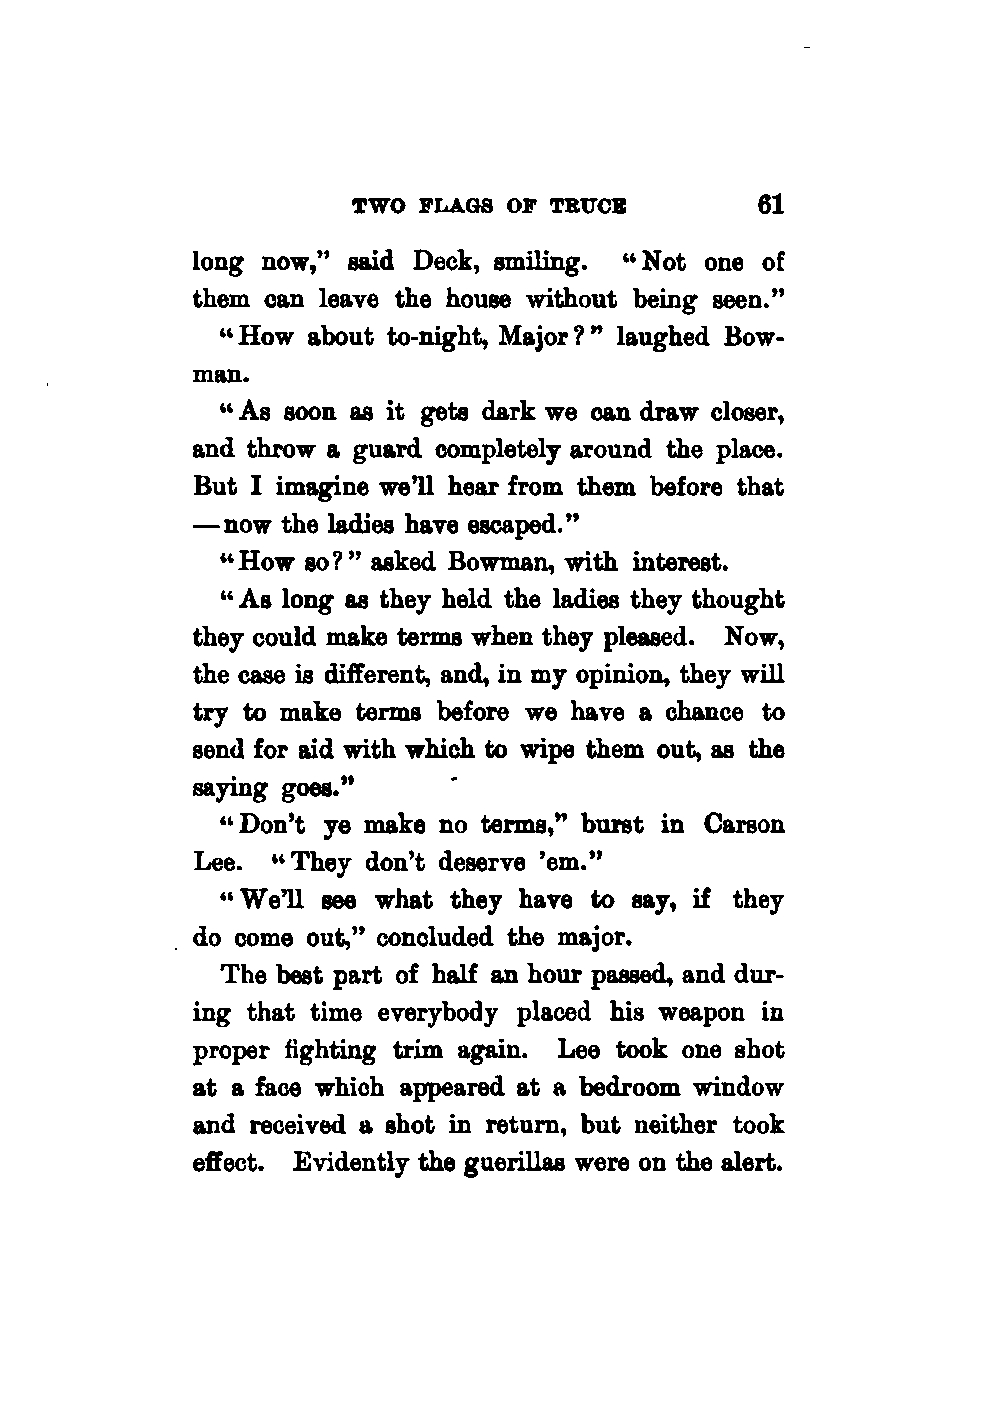 TWO FLAGS OF TRUCE 61
long now,” said Deck, smiling. “Not one of
them can leave the house without being seen.”
“How about to-night, Major?” laughed Bow-
man.
“As soon as it gets dark we can draw closer,
and throw a guard completely around the place.
But I imagine we’ll hear from them before that
—now the ladies have escaped.”
“How so?” asked Bowman, with interest.
“As long as they held the ladies they thought
they could make terms when they pleased. Now,
the case is different, and, in my opinion, they will
try to make terms before we have a chance to
send for aid with which to wipe them out, as the
saying goes.”
“Don’t ye make no terms,” burst in Carson
Lee. “They don’t deserve ’em.”
“We’ll see what they have to say, if they
do come out,” concluded the major.
The best part of half an hour passed, and dur-
ing that time everybody placed his weapon in
proper fighting trim again. Lee took one shot
at a face which appeared at a bedroom window
and received a shot in return, but neither took
effect. Evidently the guerillas were on the alert.